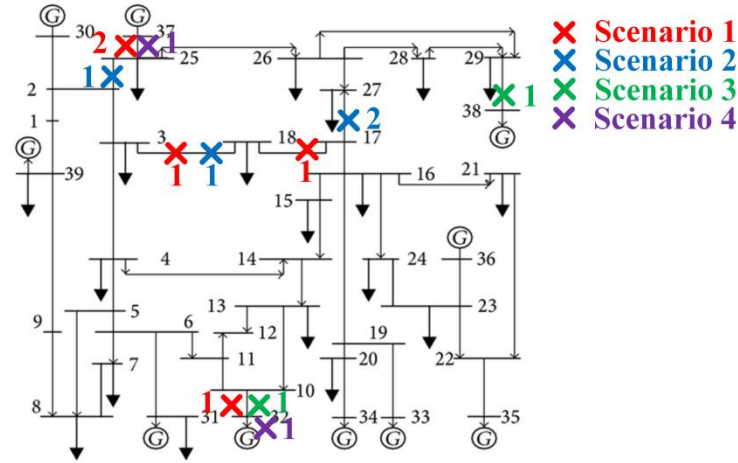 G G
30 37
2 1
25 26 28 29
Scenario 1
Scenario 2
Scenario 3
Scenario 4
1
2 27 1
38
1 2 G
G 3 18 17
1 1 1
39 16 21
15
G
4 14 24 36
5 13 23
9 6 12 19
7 11 20 22
10
8 1 1
31 32 34 33 35
1
G G G G G